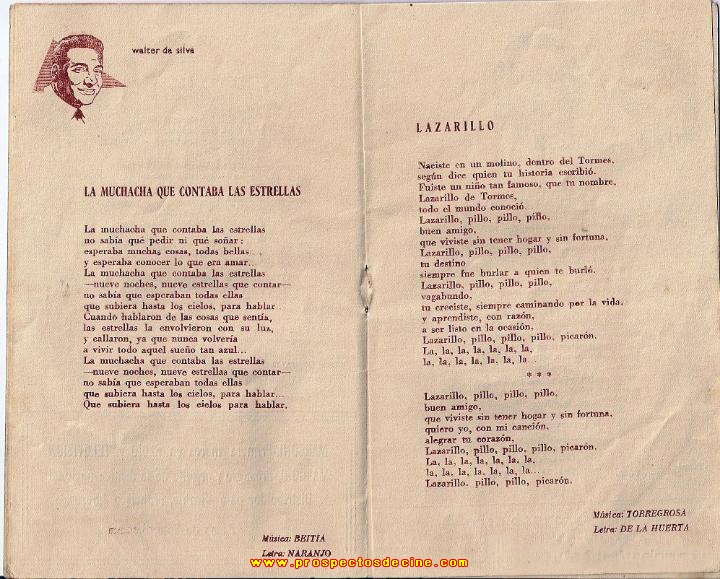 walter da silva
LA MUCHACHA QUE CONTABA LAS ESTRELLAS
La muchacha que contaba las estrellas
no sabía qué pedir ni qué soñar:
esperaba muchas cosas, todas bellas...,
y esperaba conocer lo que era amar...
La muchacha que contaba las estrellas
—nueve noches, nueve estrellas que contar—
no sabía que esperaban todas ellas
que subiera hasta los cielos, para hablar.
Cuando hablaron de las cosas que sentía,
las estrellas la envolvieron con su luz,
y callaron, ya que nunca volvería
a vivir todo aquel sueño tan azul...
La muchacha que contaba las estrellas
—nueve noches, nueve estrellas que contar—
no sabía que esperaban todas ellas
que subiera hasta los cielos, para hablar...
Que subiera hasta los cielos, para hablar.
Música: BEITIA
Letra: NARANJO
LAZARILLO
Naciste en un molino, dentro del Tormes,
según dice quien tu historia escribió.
Fuiste un niño tan famoso, que tu nombre,
Lazarillo de Tormes,
todo el mundo conoció.
Lazarillo, pillo, pillo, pillo,
buen amigo,
que viviste sin tener hogar y sin fortuna,
Lazarillo, pillo, pillo, pillo,
tu destino
siempre fue burlar a quien te burló.
Lazarillo, pillo, pillo, pillo,
vagabundo,
tu creciste, siempre caminando por la vida,
y aprendiste, con razón,
a ser listo en la ocasión,
Lazarillo, pillo, pillo, pillo, picarón.
La, la, la, la, la, la, la,
la, la, la, la, la, la, la...
* * *
Lazarillo, pillo, pillo, pillo,
buen amigo,
que viviste sin tener hogar y sin fortuna,
quiero yo, con mi canción,
alegrar tu corazón.
Lazarillo, pillo, pillo, pillo, picarón.
La, la, la, la, la, la, la,
la, la, la, la, la, la, la...
Lazarillo, pillo, pillo, picarón.
Música: TORREGROSA
Letra: DE LA HUERTA
www.prospectosdecine.com